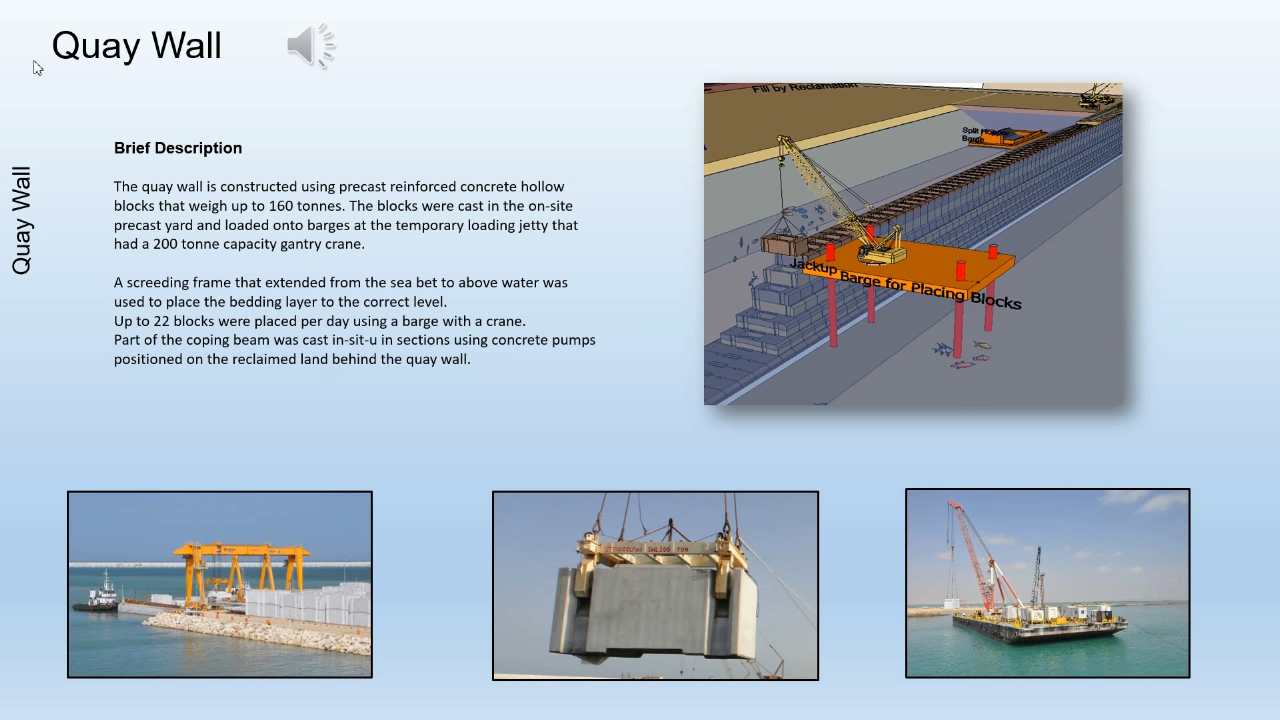 Quay Wall
Quay Wall
Brief Description
The quay wall is constructed using precast reinforced concrete hollow
blocks that weigh up to 160 tonnes. The blocks were cast in the on-site
precast yard and loaded onto barges at the temporary loading jetty that
had a 200 tonne capacity gantry crane.
A screeding frame that extended from the sea bet to above water was
used to place the bedding layer to the correct level.
Up to 22 blocks were placed per day using a barge with a crane.
Part of the coping beam was cast in-sit-u in sections using concrete pumps
positioned on the reclaimed land behind the quay wall.
Fill by Reclamation
Split
Barge
Jackup Barge for Placing Blocks
SWL 200 TON